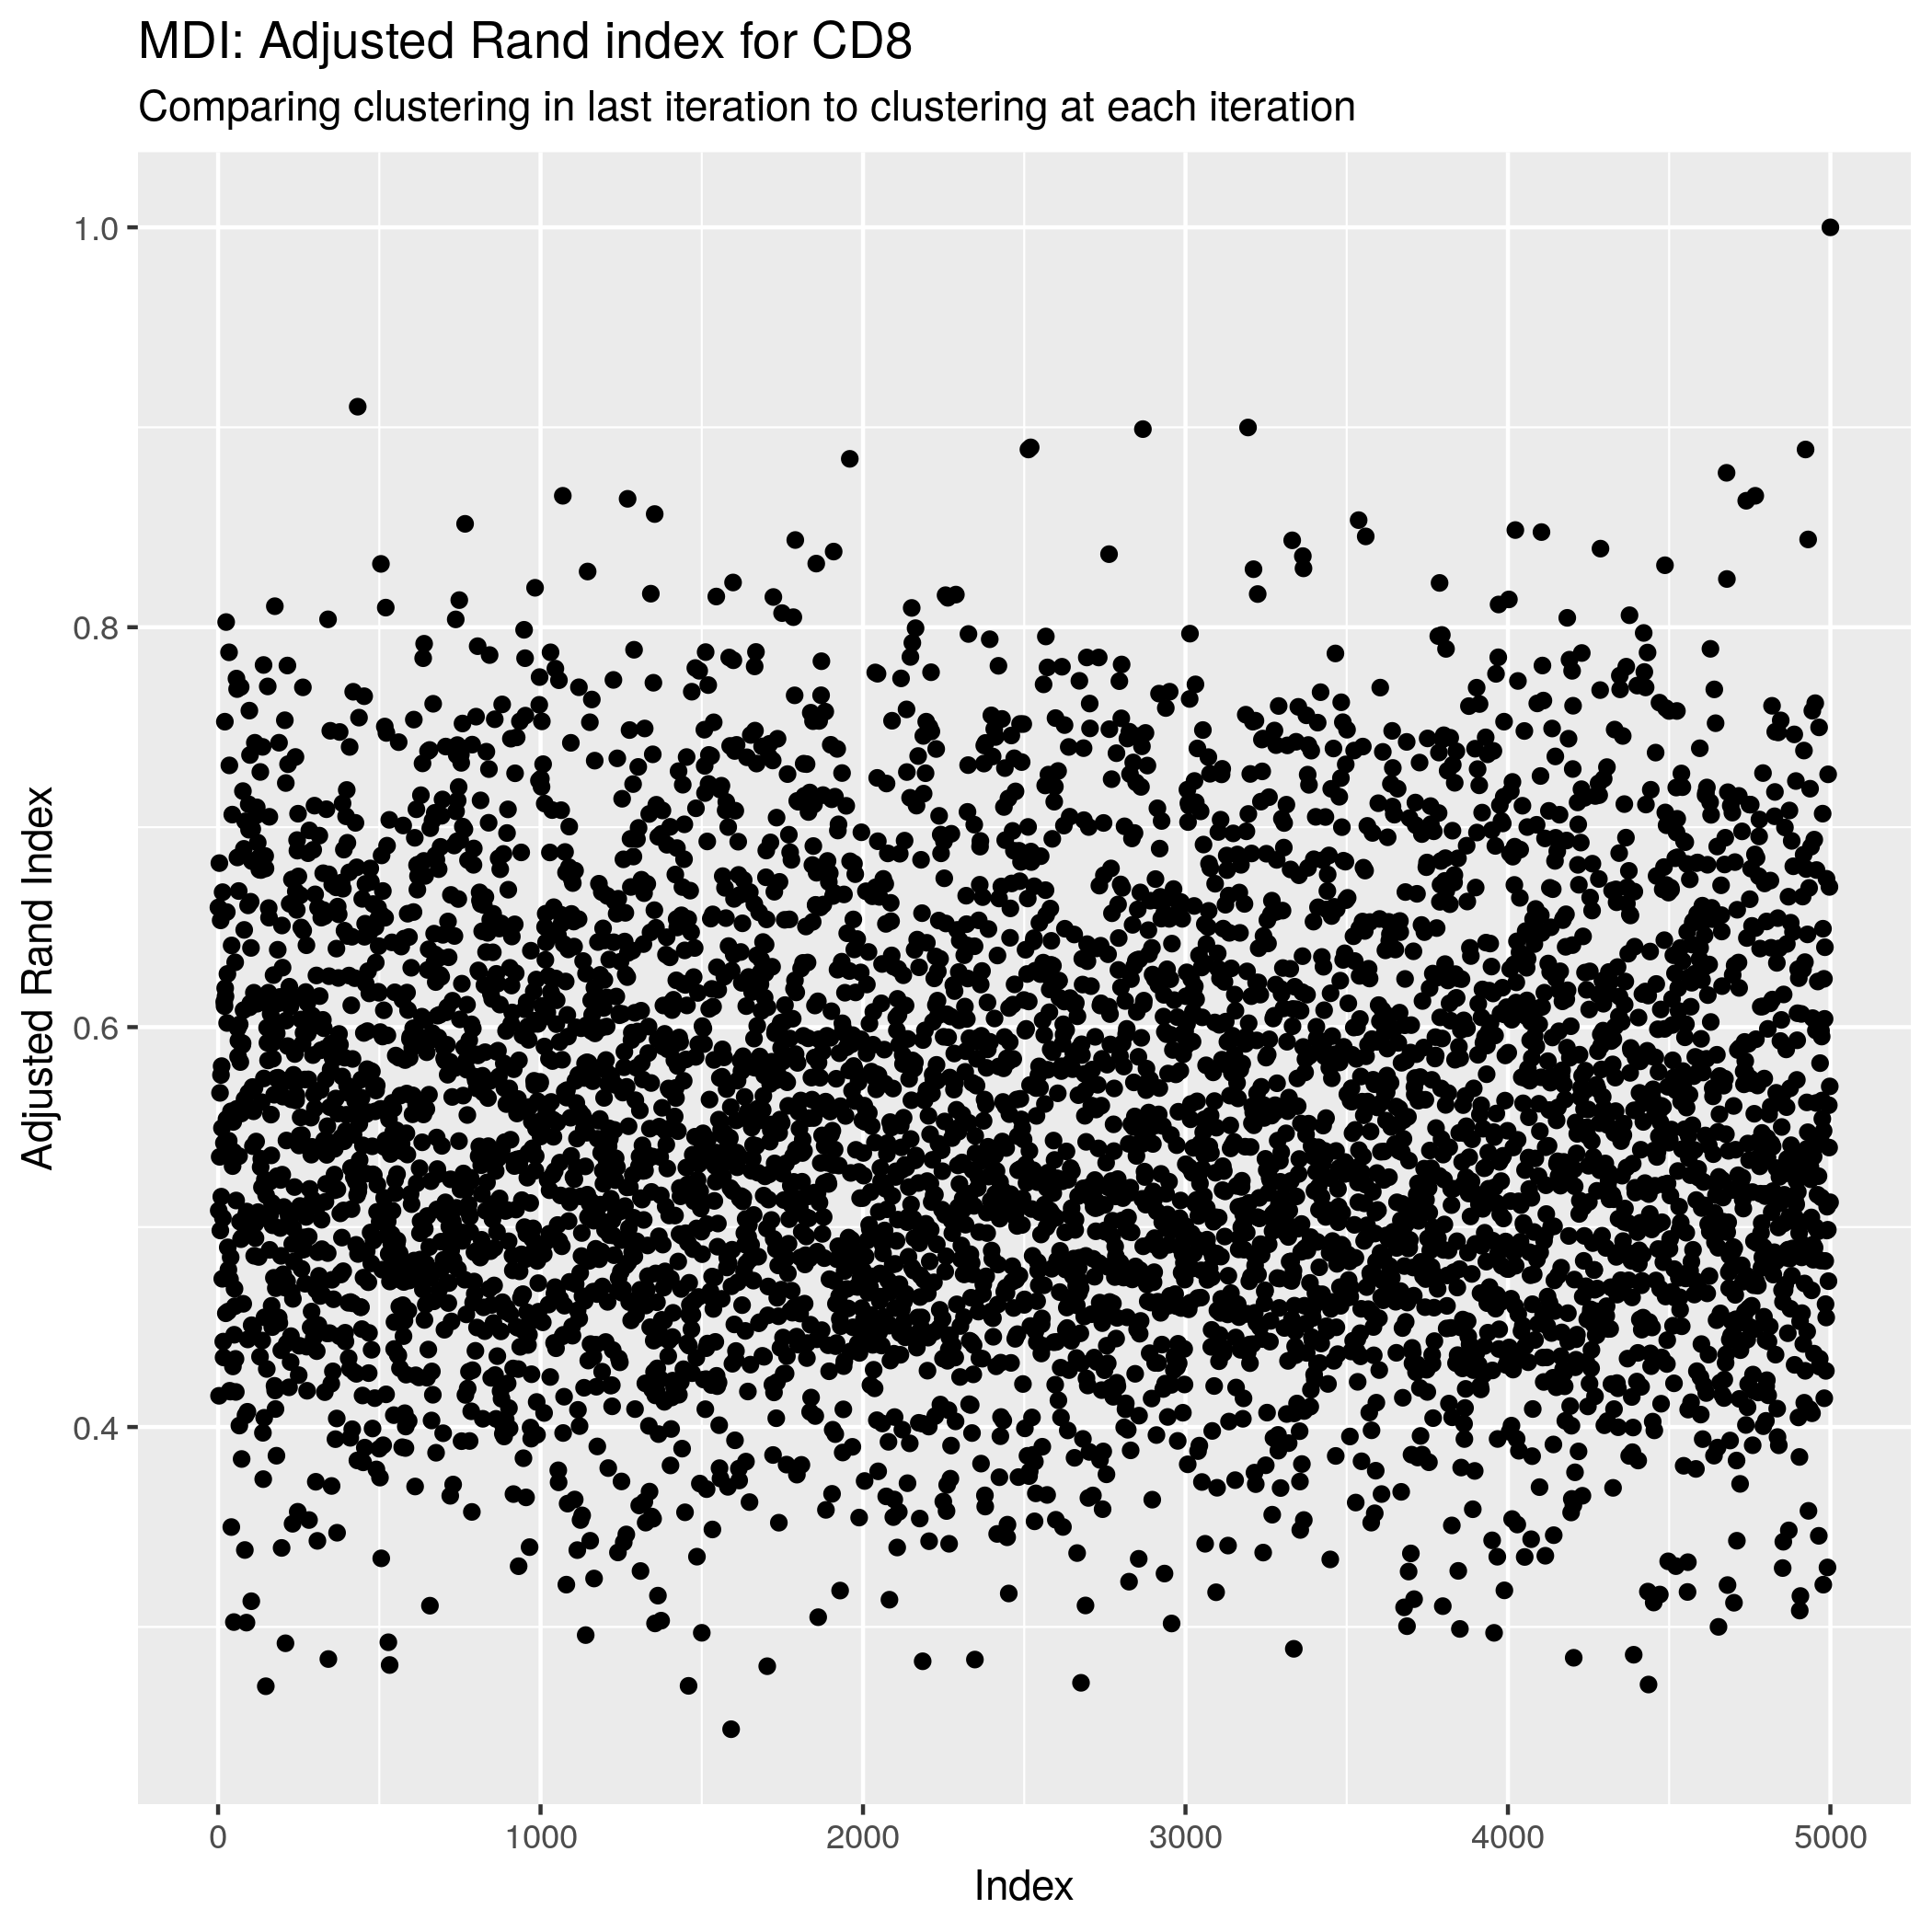 MDI: Adjusted Rand index for CD8
Comparing clustering in last iteration to clustering at each iteration
Adjusted Rand Index
1.0
0.8
0.6
0.4
0
1000
2000
3000
4000
5000
Index